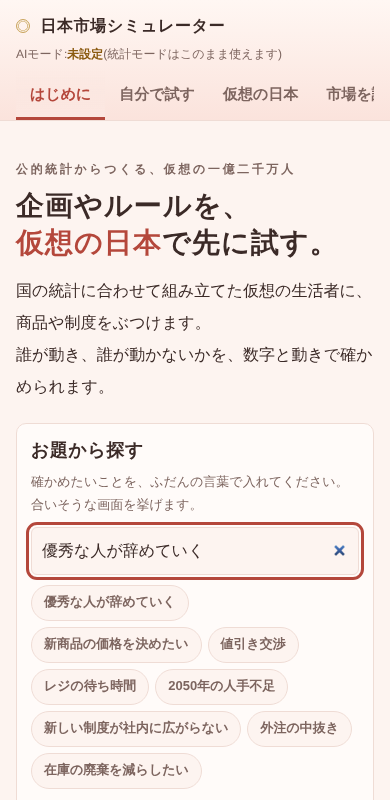 日本市場シミュレーター
AIモード:未設定(統計モードはこのまま使えます)
はじめに 自分で試す 仮想の日本 市場を
公的統計からつくる、仮想の一億二千万人
企画やルールを、
仮想の日本で先に試す。
国の統計に合わせて組み立てた仮想の生活者に、
商品や制度をぶつけます。
誰が動き、誰が動かないかを、数字と動きで確か
められます。
お題から探す
確かめたいことを、ふだんの言葉で入れてください。
合いそうな画面を挙げます。
優秀な人が辞めていく
優秀な人が辞めていく
新商品の価格を決めたい 値引き交渉
レジの待ち時間 2050年の人手不足
新しい制度が社内に広がらない 外注の中抜き
在庫の廃棄を減らしたい